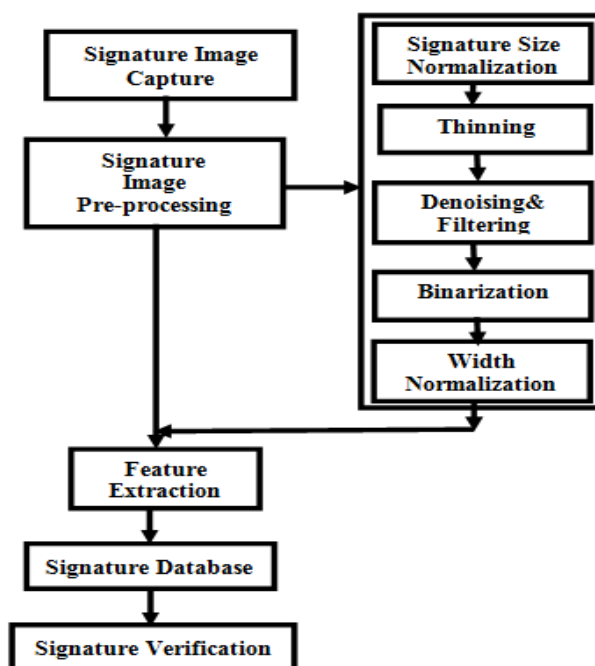 Signature Image
Capture
Signature
Image
Pre-processing
Signature Size
Normalization
Thinning
Denoising&
Filtering
Binarization
Width
Normalization
Feature
Extraction
Signature Database
Signature Verification